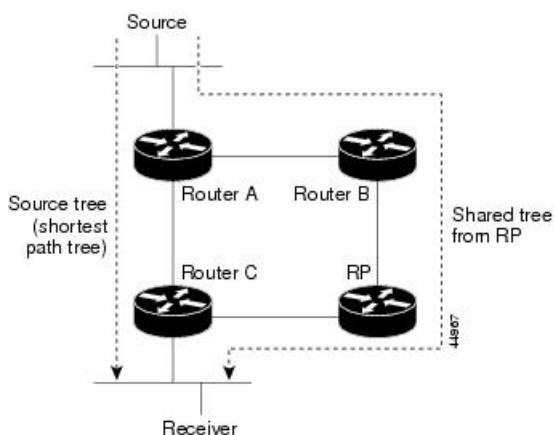 Source
Router A
Router B
Source tree
(shortest
path tree)
Shared tree
from RP
Router C
RP
44967
Receiver